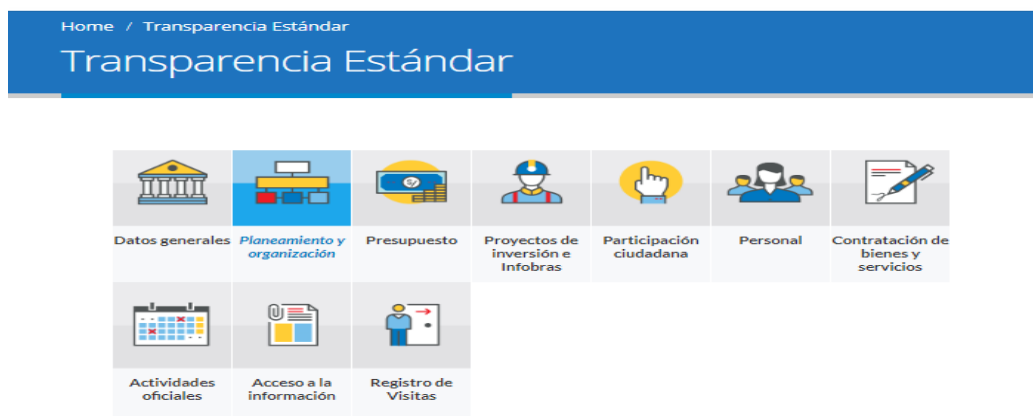 Home / Transparencia Estándar
Transparencia Estándar
Datos generales
Planeamiento y
organización
Presupuesto
Proyectos de
inversión e
Infobras
Participación
ciudadana
Personal
Contratación de
bienes y
servicios
Actividades
oficiales
Acceso a la
información
Registro de
Visitas